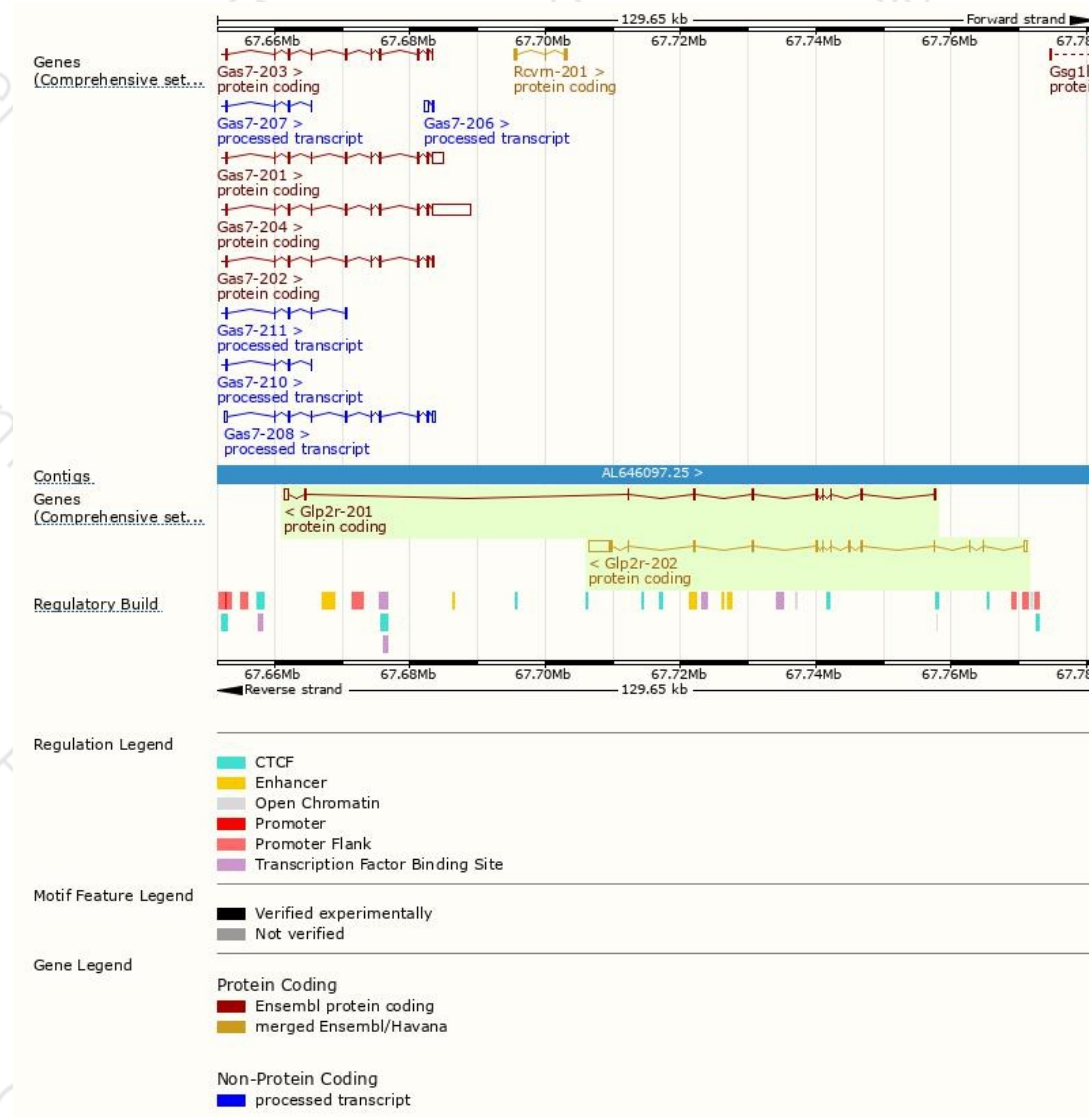 129.65 kb
Forward strand
67.66Mb 67.68Mb 67.70Mb 67.72Mb 67.74Mb 67.76Mb 67.78
Genes
(Comprehensive set...
Gas7-203 >
protein coding
Rcvrn-201 >
protein coding
Gsg1l
prote
Gas7-207 >
processed transcript
Gas7-206 >
processed transcript
Gas7-201 >
protein coding
Gas7-204 >
protein coding
Gas7-202 >
protein coding
Gas7-211 >
processed transcript
Gas7-210 >
processed transcript
Gas7-208 >
processed transcript
Contigs
AL646097.25 >
Genes
(Comprehensive set...
< Glp2r-201
protein coding
< Glp2r-202
protein coding
Regulatory Build
67.66Mb 67.68Mb 67.70Mb 67.72Mb 67.74Mb 67.76Mb 67.78
Reverse strand
129.65 kb
Regulation Legend
CTCF
Enhancer
Open Chromatin
Promoter
Promoter Flank
Transcription Factor Binding Site
Motif Feature Legend
Verified experimentally
Not verified
Gene Legend
Protein Coding
Ensembl protein coding
merged Ensembl/Havana
Non-Protein Coding
processed transcript